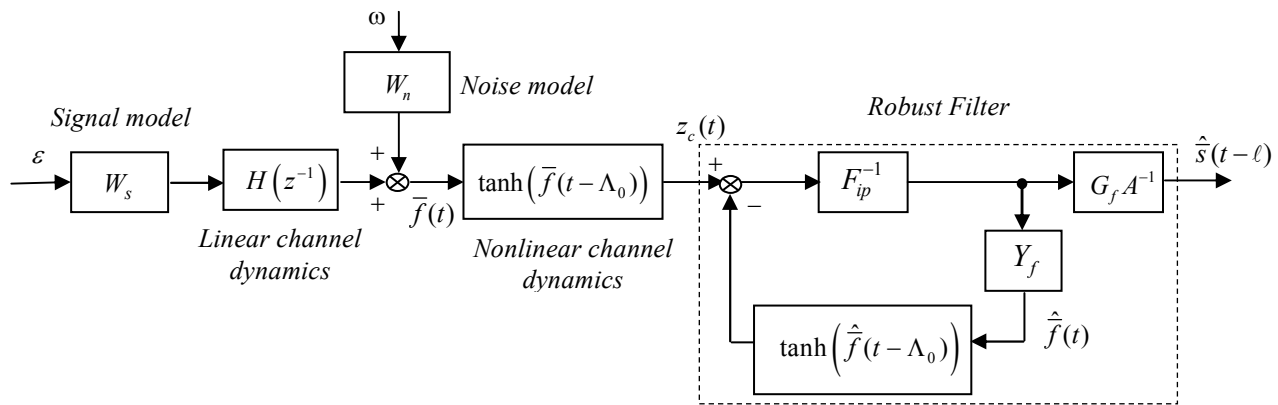 ω
W_n
Noise model
Signal model
ε
W_s
H(z^{-1})
+
+
f̄(t)
tanh(f̄(t−Λ_0))
Linear channel
dynamics
Nonlinear channel
dynamics
z_c(t)
Robust Filter
+
−
F_{ip}^{-1}
G_f A^{-1}
ŝ̄(t−ℓ)
Y_f
f̄̂(t)
tanh(f̄̂(t−Λ_0))